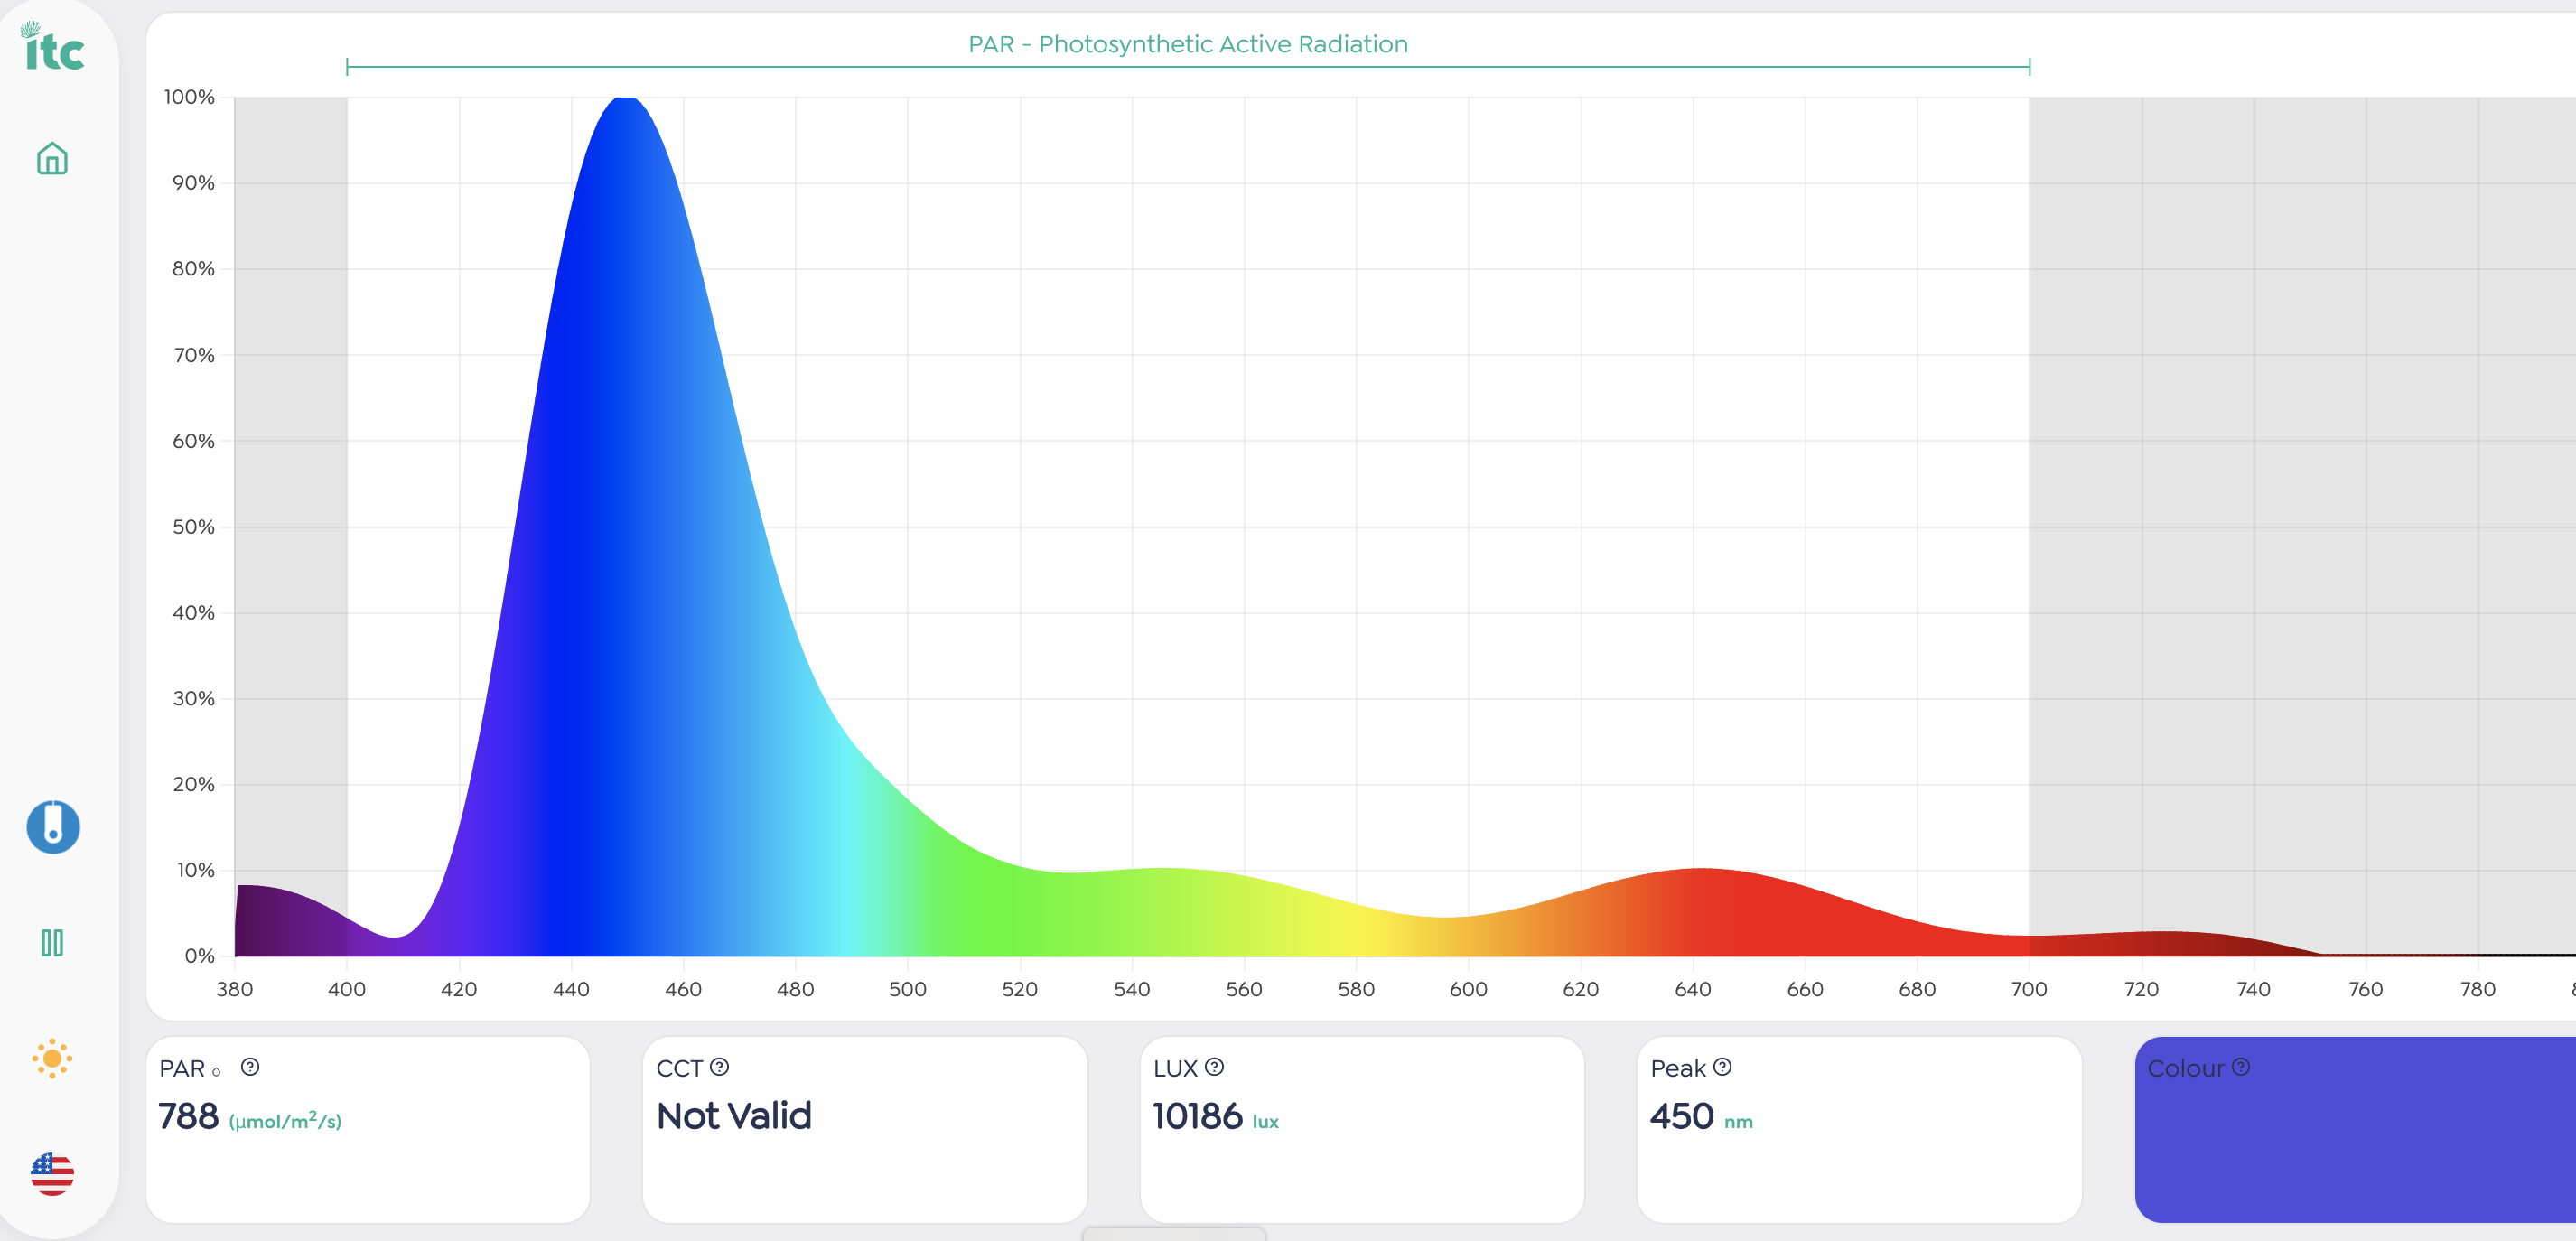 itc
PAR - Photosynthetic Active Radiation
100%
90%
80%
70%
60%
50%
40%
30%
20%
10%
0%
380 400 420 440 460 480 500 520 540 560 580 600 620 640 660 680 700 720 740 760 780
PAR
788 (μmol/m²/s)
CCT
Not Valid
LUX
10186 lux
Peak
450 nm
Colour